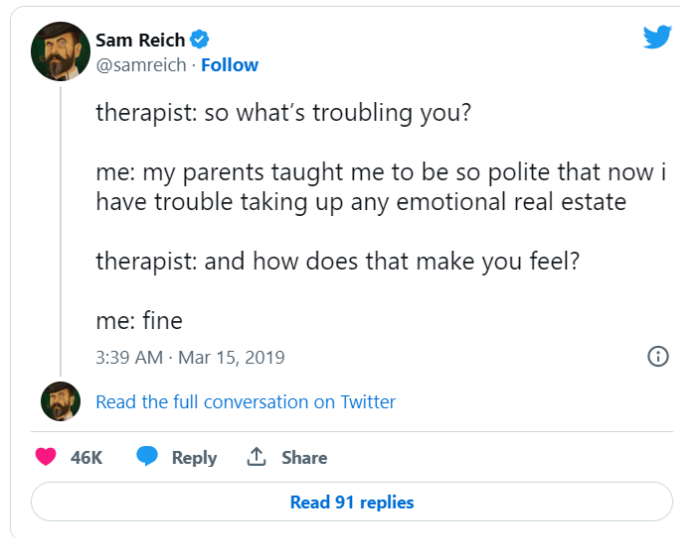 Sam Reich
@samreich · Follow
therapist: so what's troubling you?
me: my parents taught me to be so polite that now i
have trouble taking up any emotional real estate
therapist: and how does that make you feel?
me: fine
3:39 AM · Mar 15, 2019
Read the full conversation on Twitter
46K Reply Share
Read 91 replies